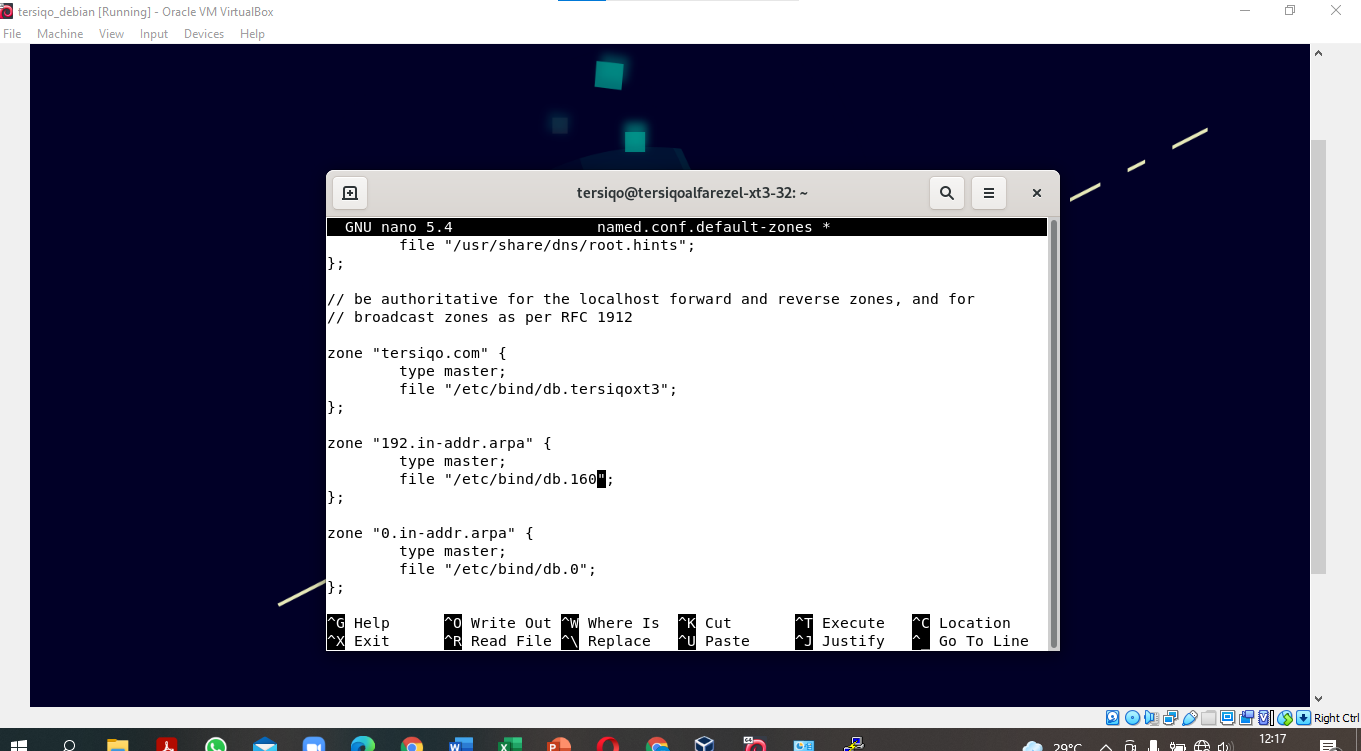 tersiqo_debian [Running] - Oracle VM VirtualBox
File Machine View Input Devices Help
tersiqo@tersiqoalfarezel-xt3-32: ~
GNU nano 5.4 named.conf.default-zones *
file "/usr/share/dns/root.hints";
};
// be authoritative for the localhost forward and reverse zones, and for
// broadcast zones as per RFC 1912
zone "tersiqo.com" {
type master;
file "/etc/bind/db.tersiqoxt3";
};
zone "192.in-addr.arpa" {
type master;
file "/etc/bind/db.160";
};
zone "0.in-addr.arpa" {
type master;
file "/etc/bind/db.0";
};
^G Help ^O Write Out ^W Where Is ^K Cut ^T Execute ^C Location
^X Exit ^R Read File ^\ Replace ^U Paste ^J Justify ^_ Go To Line
Right Ctrl
29°C 12:17